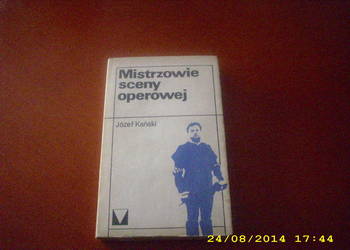 Mistrzowie
sceny
operowej
Józef Kański
24/08/2014 17:44